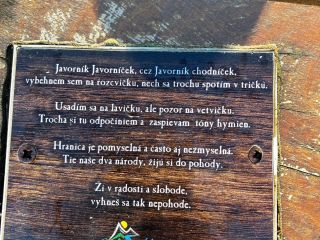 Javorník Javorníček, cez Javorník chodníček,
vybehnem sem na rozcvičku, nech sa trochu spotím v tričku.
Usadím sa na lavičku, ale pozor na vetvičku.
Trocha si tu odpočiniem a zaspievam tóny hymien.
Hranica je pomyselná a často aj nezmyselná.
Tie naše dva národy, žijú si do pohody.
Ži v radosti a slobode,
vyhneš sa tak nepohode.